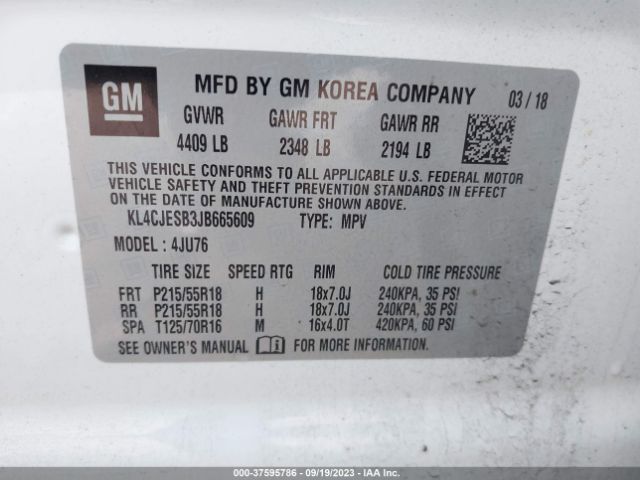 GM
MFD BY GM KOREA COMPANY 03 / 18
GVWR GAWR FRT GAWR RR
4409 LB 2348 LB 2194 LB
THIS VEHICLE CONFORMS TO ALL APPLICABLE U.S. FEDERAL MOTOR
VEHICLE SAFETY AND THEFT PREVENTION STANDARDS IN EFFECT
ON THE DATE OF MANUFACTURE SHOWN ABOVE.
KL4CJESB3JB665609 TYPE: MPV
MODEL : 4JU76
TIRE SIZE SPEED RTG RIM COLD TIRE PRESSURE
FRT P215/55R18 H 18x7.0J 240KPA, 35 PSI
RR P215/55R18 H 18x7.0J 240KPA, 35 PSI
SPA T125/70R16 M 16x4.0T 420KPA, 60 PSI
SEE OWNER'S MANUAL i FOR MORE INFORMATION.
000-37595786 - 09/19/2023 - IAA Inc.